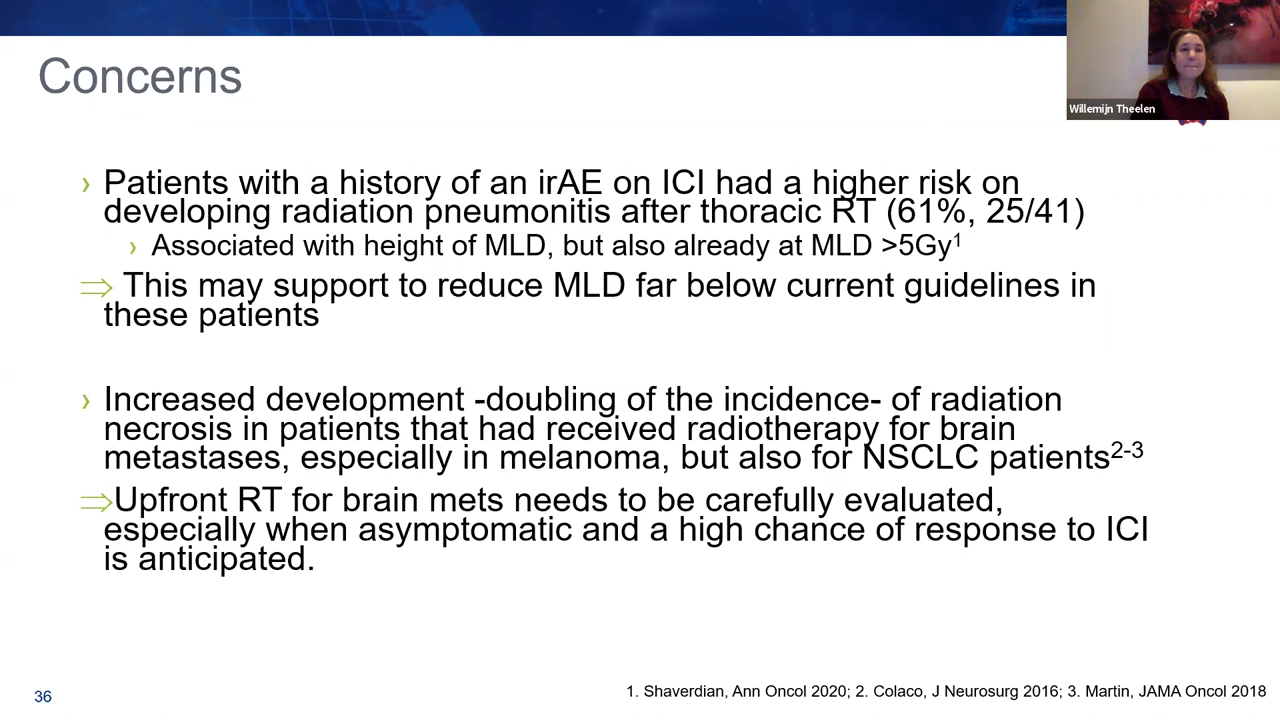 Concerns
Willemijn Theelen
› Patients with a history of an irAE on ICI had a higher risk on
developing radiation pneumonitis after thoracic RT (61%, 25/41)
› Associated with height of MLD, but also already at MLD >5Gy¹
⇒ This may support to reduce MLD far below current guidelines in
these patients
› Increased development -doubling of the incidence- of radiation
necrosis in patients that had received radiotherapy for brain
metastases, especially in melanoma, but also for NSCLC patients²⁻³
⇒Upfront RT for brain mets needs to be carefully evaluated,
especially when asymptomatic and a high chance of response to ICI
is anticipated.
36
1. Shaverdian, Ann Oncol 2020; 2. Colaco, J Neurosurg 2016; 3. Martin, JAMA Oncol 2018